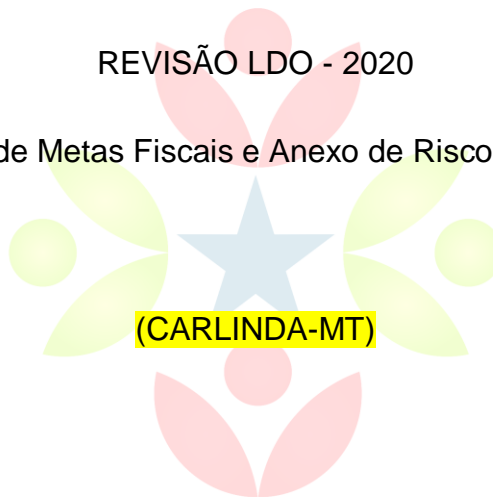 REVISÃO LDO - 2020
de Metas Fiscais e Anexo de Risco
(CARLINDA-MT)